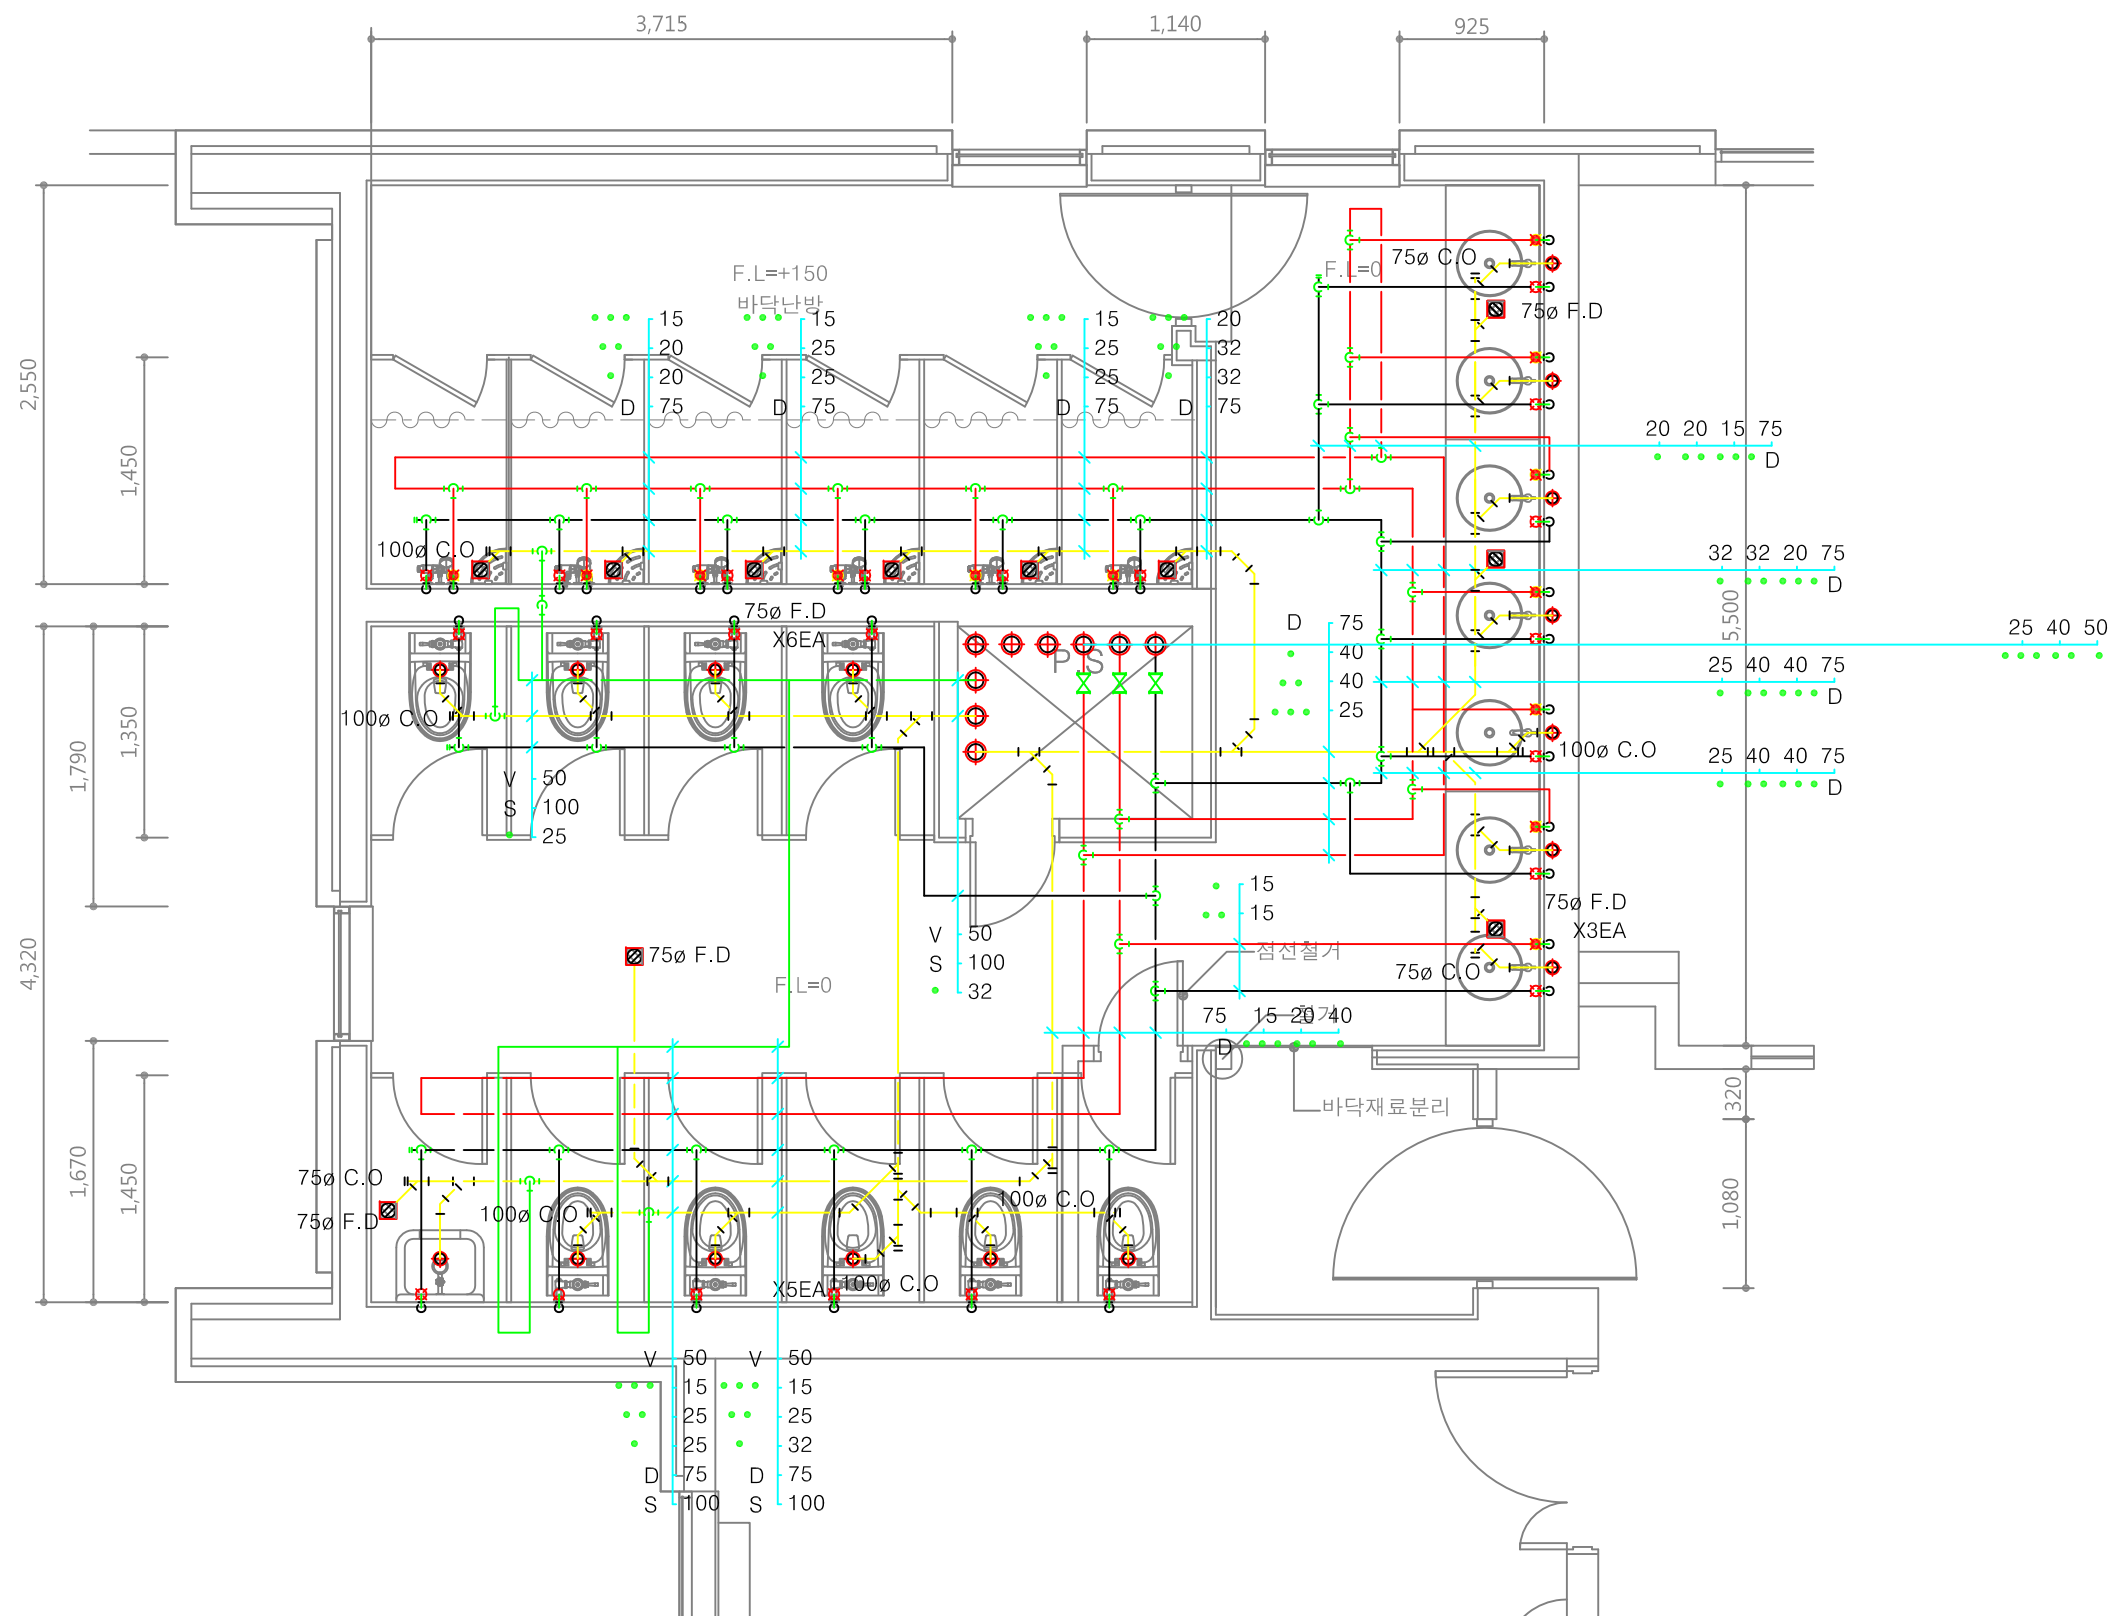 3,715
1,140
925
75ø C.O
F.L=0
F.L=+150
바닥난방
75ø F.D
15
20
20
D 75
15
25
25
D 75
15
25
25
D 75
20
32
32
D 75
2,550
1,450
20 20 15 75
D
100ø C.O
32 32 20 75
D
75ø F.D
X6EA
D 75
40
40
25
5,500
25 40 50
P S
25 40 40 75
D
100ø C.O
1,350
1,790
100ø C.O
25 40 40 75
D
V 50
S 100
25
15
15
75ø F.D
X3EA
4,320
V 50
S 100
32
75ø F.D
점선철거
75ø C.O
F.L=0
75 15 20 40
철거
D
바닥재료분리
320
1,670
1,450
75ø C.O
75ø F.D
100ø C.O
100ø C.O
1,080
X5EA
100ø C.O
V 50
15
25
25
D 75
S 100
V 50
15
25
32
D 75
S 100